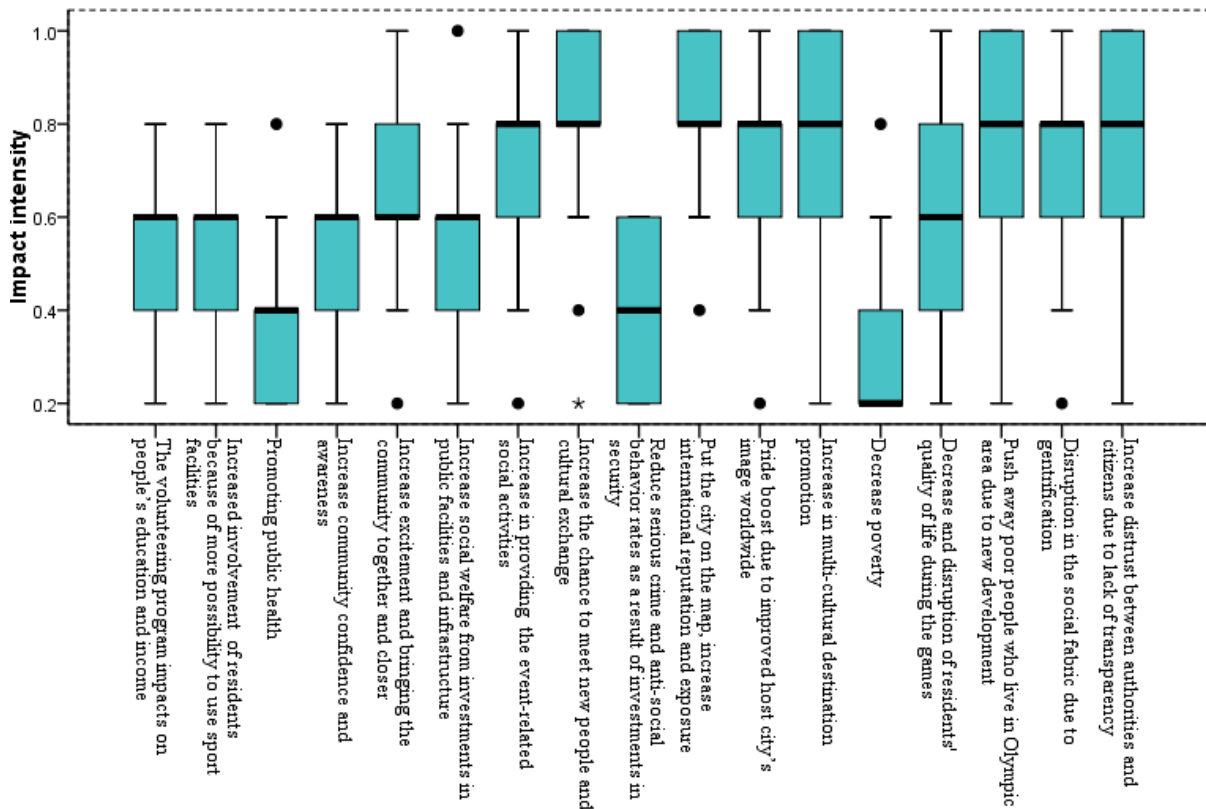 Impact intensity
1.0
0.8
0.6
0.4
0.2
The volunteering program impacts on
people's education and income
Increased involvement of residents
because of more possibility to use sport
facilities
Promoting public health
Increase community confidence and
awareness
Increase excitement and bringing the
community together and closer
Increase social welfare from investments in
public facilities and infrastructure
Increase in providing the event-related
social activities
Increase the chance to meet new people and
cultural exchange
Reduce serious crime and anti-social
behavior rates as a result of investments in
security
Put the city on the map, increase
international reputation and exposure
Pride boost due to improved host city's
image worldwide
Increase in multi-cultural destination
promotion
Decrease poverty
Decrease and disruption of residents'
quality of life during the games
Push away poor people who live in Olympic
area due to new development
Disruption in the social fabric due to
gentrification
Increase distrust between authorities and
citizens due to lack of transparency